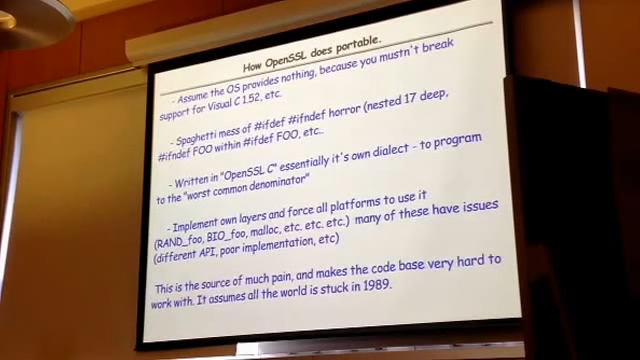 How OpenSSL does portable.
- Assume the OS provides nothing, because you mustn't break
support for Visual C 1.52, etc.
- Spaghetti mess of #ifdef #ifndef horror (nested 17 deep,
#ifndef FOO within #ifdef FOO, etc..
- Written in "OpenSSL C" essentially it's own dialect - to program
to the "worst common denominator"
- Implement own layers and force all platforms to use it
(RAND_foo, BIO_foo, malloc, etc. etc. etc.) many of these have issues
(different API, poor implementation, etc)
This is the source of much pain, and makes the code base very hard to
work with. It assumes all the world is stuck in 1989.